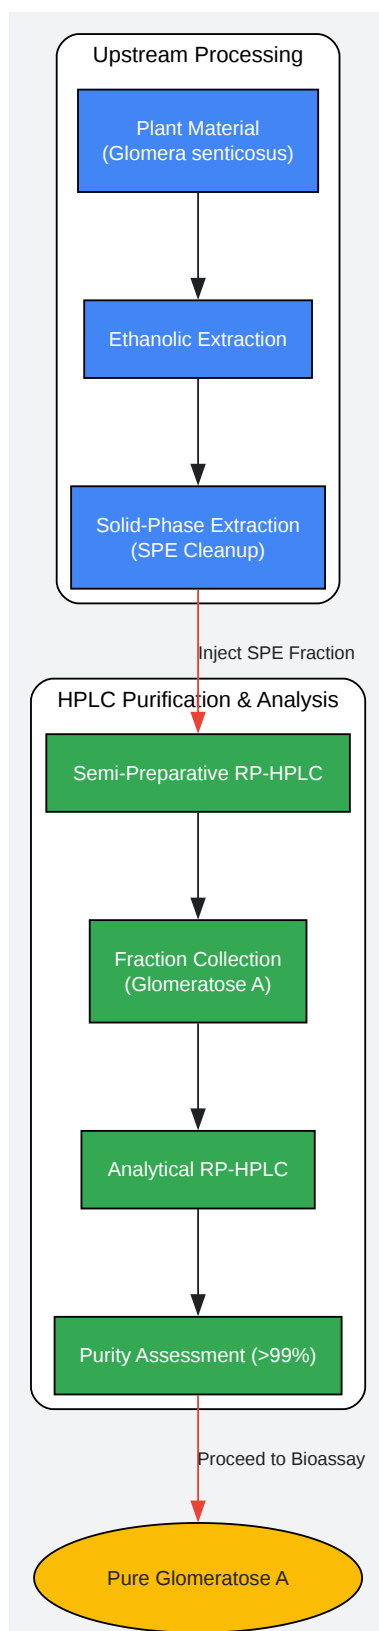 Upstream Processing
Plant Material
(Glomera senticosus)
Ethanolic Extraction
Solid-Phase Extraction
(SPE Cleanup)
Inject SPE Fraction
HPLC Purification & Analysis
Semi-Preparative RP-HPLC
Fraction Collection
(Glomeratose A)
Analytical RP-HPLC
Purity Assessment (>99%)
Proceed to Bioassay
Pure Glomeratose A